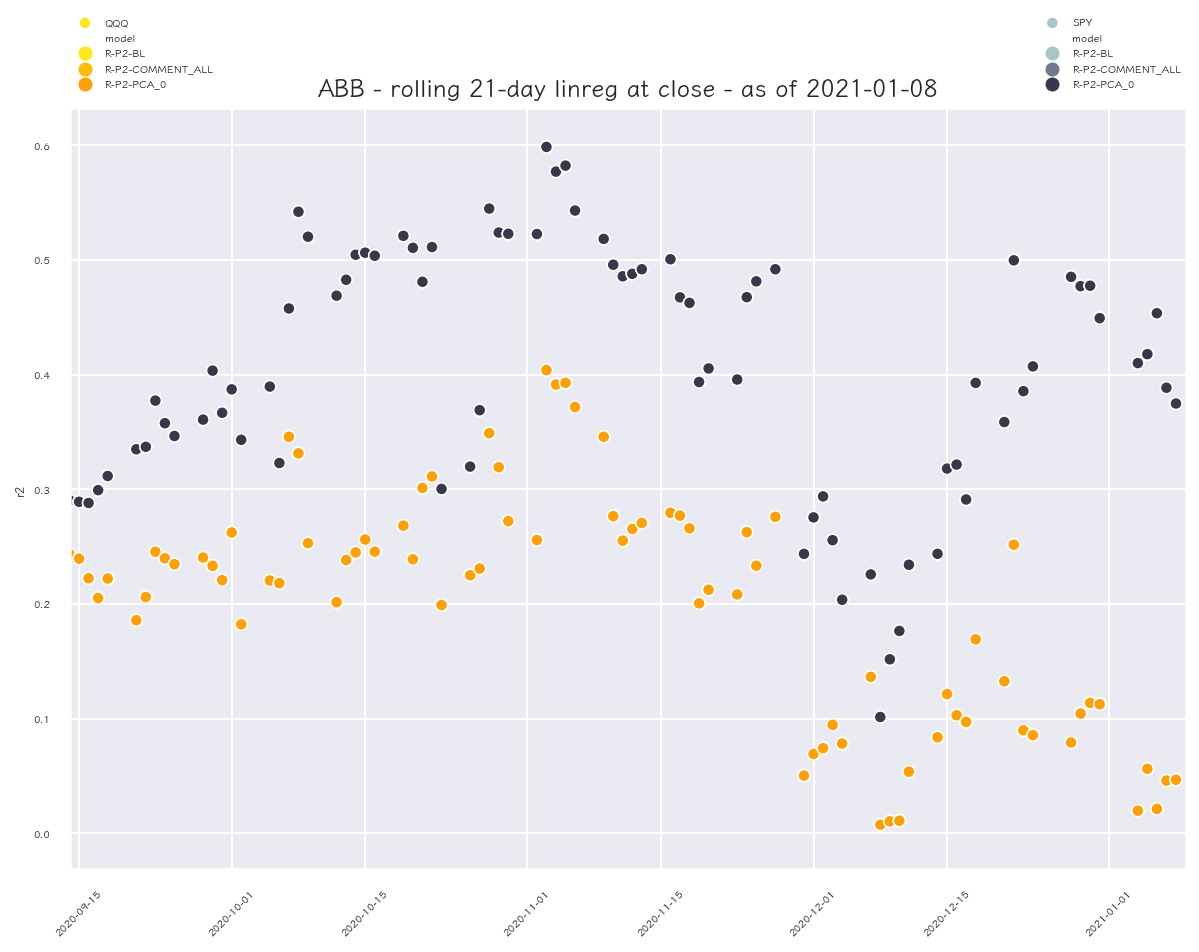 QQQ
model
R-P2-BL
R-P2-COMMENT_ALL
R-P2-PCA_0
SPY
model
R-P2-BL
R-P2-COMMENT_ALL
R-P2-PCA_0
ABB - rolling 21-day linreg at close - as of 2021-01-08
r2
0.6
0.5
0.4
0.3
0.2
0.1
0.0
2020-09-15
2020-10-01
2020-10-15
2020-11-01
2020-11-15
2020-12-01
2020-12-15
2021-01-01